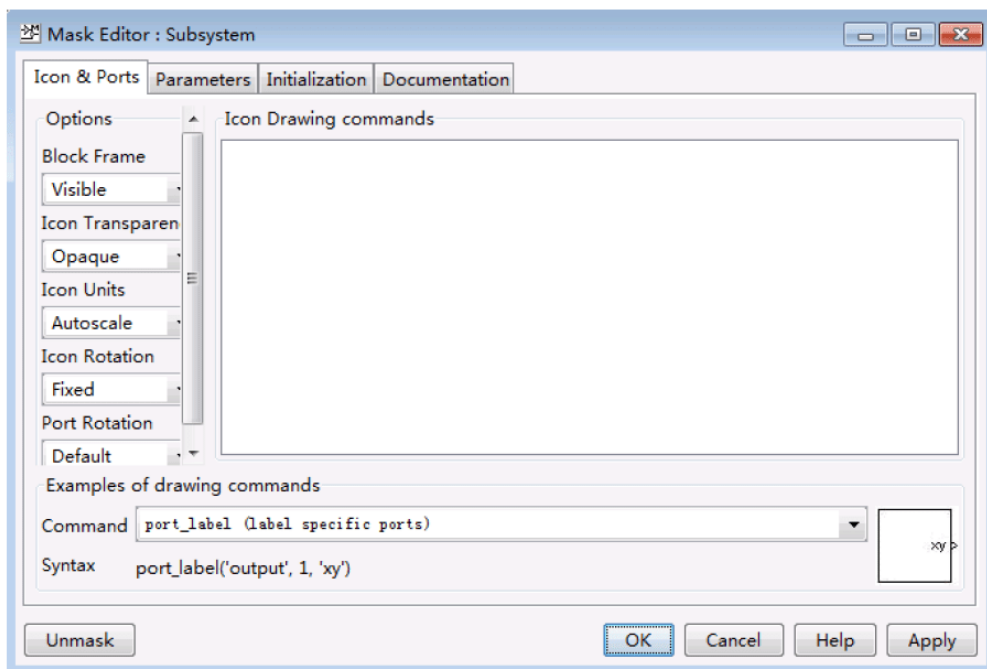 Mask Editor : Subsystem
Icon & Ports Parameters Initialization Documentation
Options
Block Frame
Visible
Icon Transparen
Opaque
Icon Units
Autoscale
Icon Rotation
Fixed
Port Rotation
Default
Icon Drawing commands
Examples of drawing commands
Command port_label (label specific ports)
Syntax port_label('output', 1, 'xy')
xy >
Unmask OK Cancel Help Apply